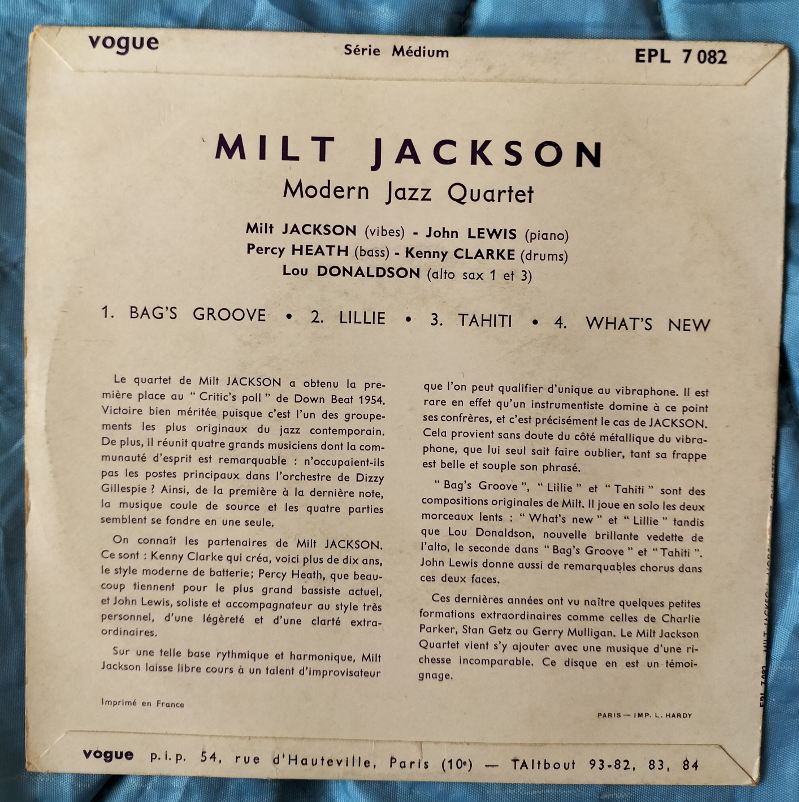 vogue Série Médium EPL 7 082
MILT JACKSON
Modern Jazz Quartet
Milt JACKSON (vibes) - John LEWIS (piano)
Percy HEATH (bass) - Kenny CLARKE (drums)
Lou DONALDSON (alto sax 1 et 3)
1. BAG'S GROOVE • 2. LILLIE • 3. TAHITI • 4. WHAT'S NEW
Le quartet de Milt JACKSON a obtenu la pre-
mière place au " Critic's poll " de Down Beat 1954.
Victoire bien méritée puisque c'est l'un des groupe-
ments les plus originaux du jazz contemporain.
De plus, il réunit quatre grands musiciens dont la com-
munauté d'esprit est remarquable : n'occupaient-ils
pas les postes principaux dans l'orchestre de Dizzy
Gillespie ? Ainsi, de la première à la dernière note,
la musique coule de source et les quatre parties
semblent se fondre en une seule.
On connaît les partenaires de Milt JACKSON.
Ce sont : Kenny Clarke qui créa, voici plus de dix ans,
le style moderne de batterie; Percy Heath, que beau-
coup tiennent pour le plus grand bassiste actuel,
et John Lewis, soliste et accompagnateur au style très
personnel, d'une légèreté et d'une clarté extra-
ordinaires.
Sur une telle base rythmique et harmonique, Milt
Jackson laisse libre cours à un talent d'improvisateur
que l'on peut qualifier d'unique au vibraphone. Il est
rare en effet qu'un instrumentiste domine à ce point
ses confrères, et c'est précisément le cas de JACKSON.
Cela provient sans doute du côté métallique du vibra-
phone, que lui seul sait faire oublier, tant sa frappe
est belle et souple son phrasé.
" Bag's Groove ", " Lillie " et " Tahiti " sont des
compositions originales de Milt. Il joue en solo les deux
morceaux lents : " What's new " et " Lillie " tandis
que Lou Donaldson, nouvelle brillante vedette de
l'alto, le seconde dans " Bag's Groove " et " Tahiti ".
John Lewis donne aussi de remarquables chorus dans
ces deux faces.
Ces dernières années ont vu naître quelques petites
formations extraordinaires comme celles de Charlie
Parker, Stan Getz ou Gerry Mulligan. Le Milt Jackson
Quartet vient s'y ajouter avec une musique d'une ri-
chesse incomparable. Ce disque en est un témoi-
gnage.
Imprimé en France
PARIS — IMP. L. HARDY
vogue p.i.p. 54, rue d'Hauteville, Paris (10e) — TAItbout 93-82, 83, 84
EPL 7 082 MILT JACKSON